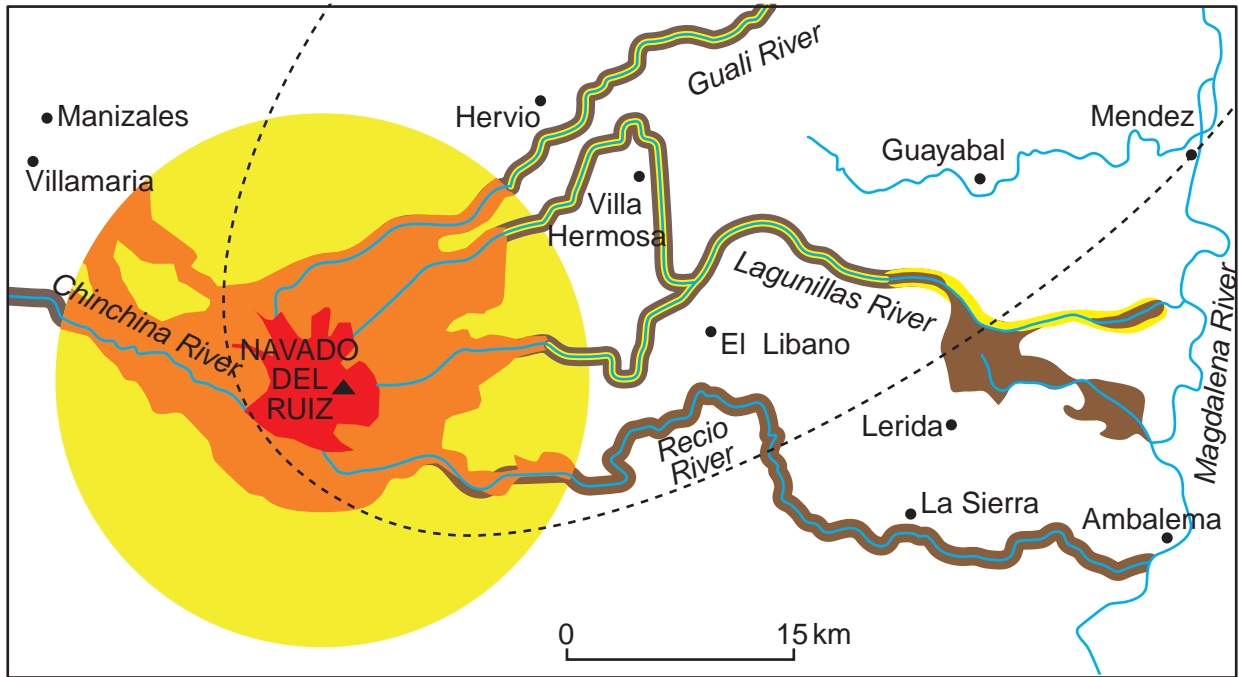 Guali River
Manizales
Hervio
Mendez
Villamaria
Guayabal
Villa
Hermosa
Lagunillas River
Chinchina River
Magdalena River
NAVADO
DEL
RUIZ
El Libano
Recio
River
Lerida
La Sierra
Ambalema
0 15 km